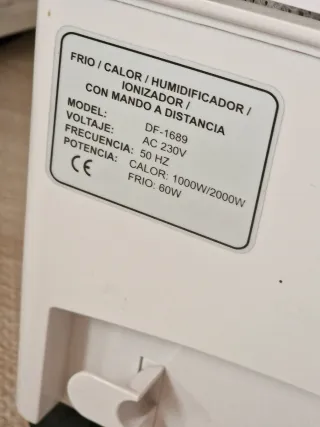 FRIO / CALOR / HUMIDIFICADOR /
IONIZADOR /
CON MANDO A DISTANCIA
MODEL: DF-1689
VOLTAJE: AC 230V
FRECUENCIA: 50 HZ
POTENCIA: CALOR: 1000W/2000W
FRIO: 60W
CE